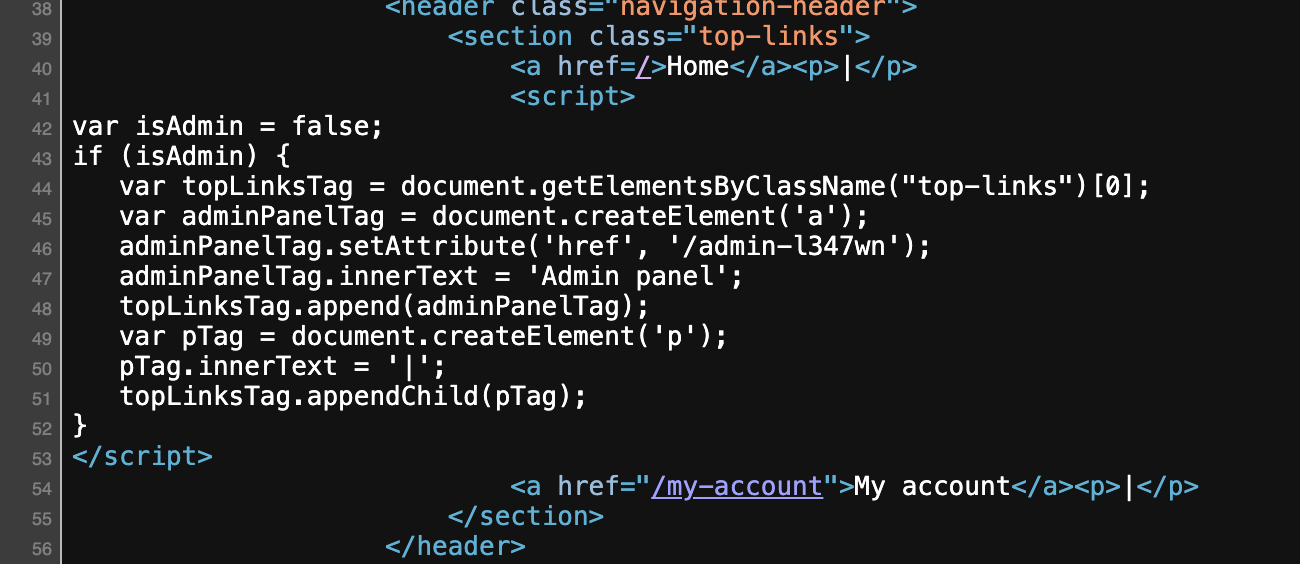 38 <header class="navigation-header">
39 <section class="top-links">
40 <a href=/>Home</a><p>|</p>
41 <script>
42 var isAdmin = false;
43 if (isAdmin) {
44 var topLinksTag = document.getElementsByClassName("top-links")[0];
45 var adminPanelTag = document.createElement('a');
46 adminPanelTag.setAttribute('href', '/admin-l347wn');
47 adminPanelTag.innerText = 'Admin panel';
48 topLinksTag.append(adminPanelTag);
49 var pTag = document.createElement('p');
50 pTag.innerText = '|';
51 topLinksTag.appendChild(pTag);
52 }
53 </script>
54 <a href="/my-account">My account</a><p>|</p>
55 </section>
56 </header>